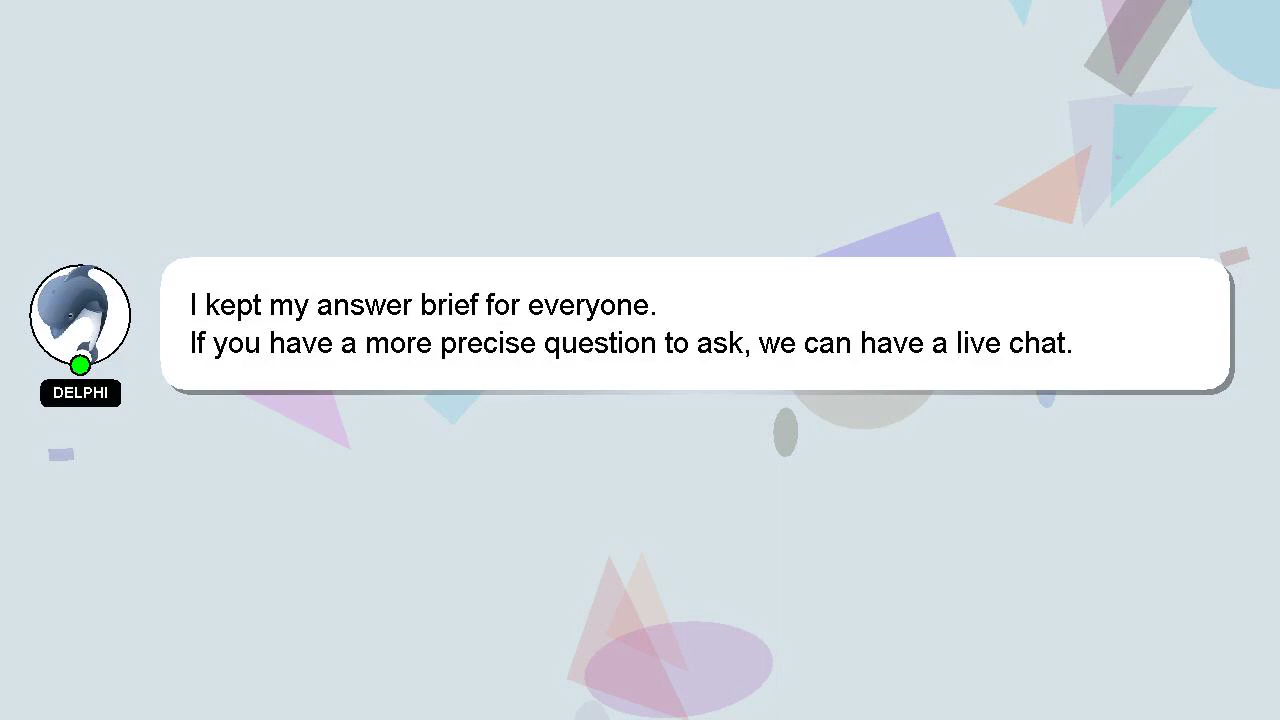 I kept my answer brief for everyone.
If you have a more precise question to ask, we can have a live chat.
DELPHI